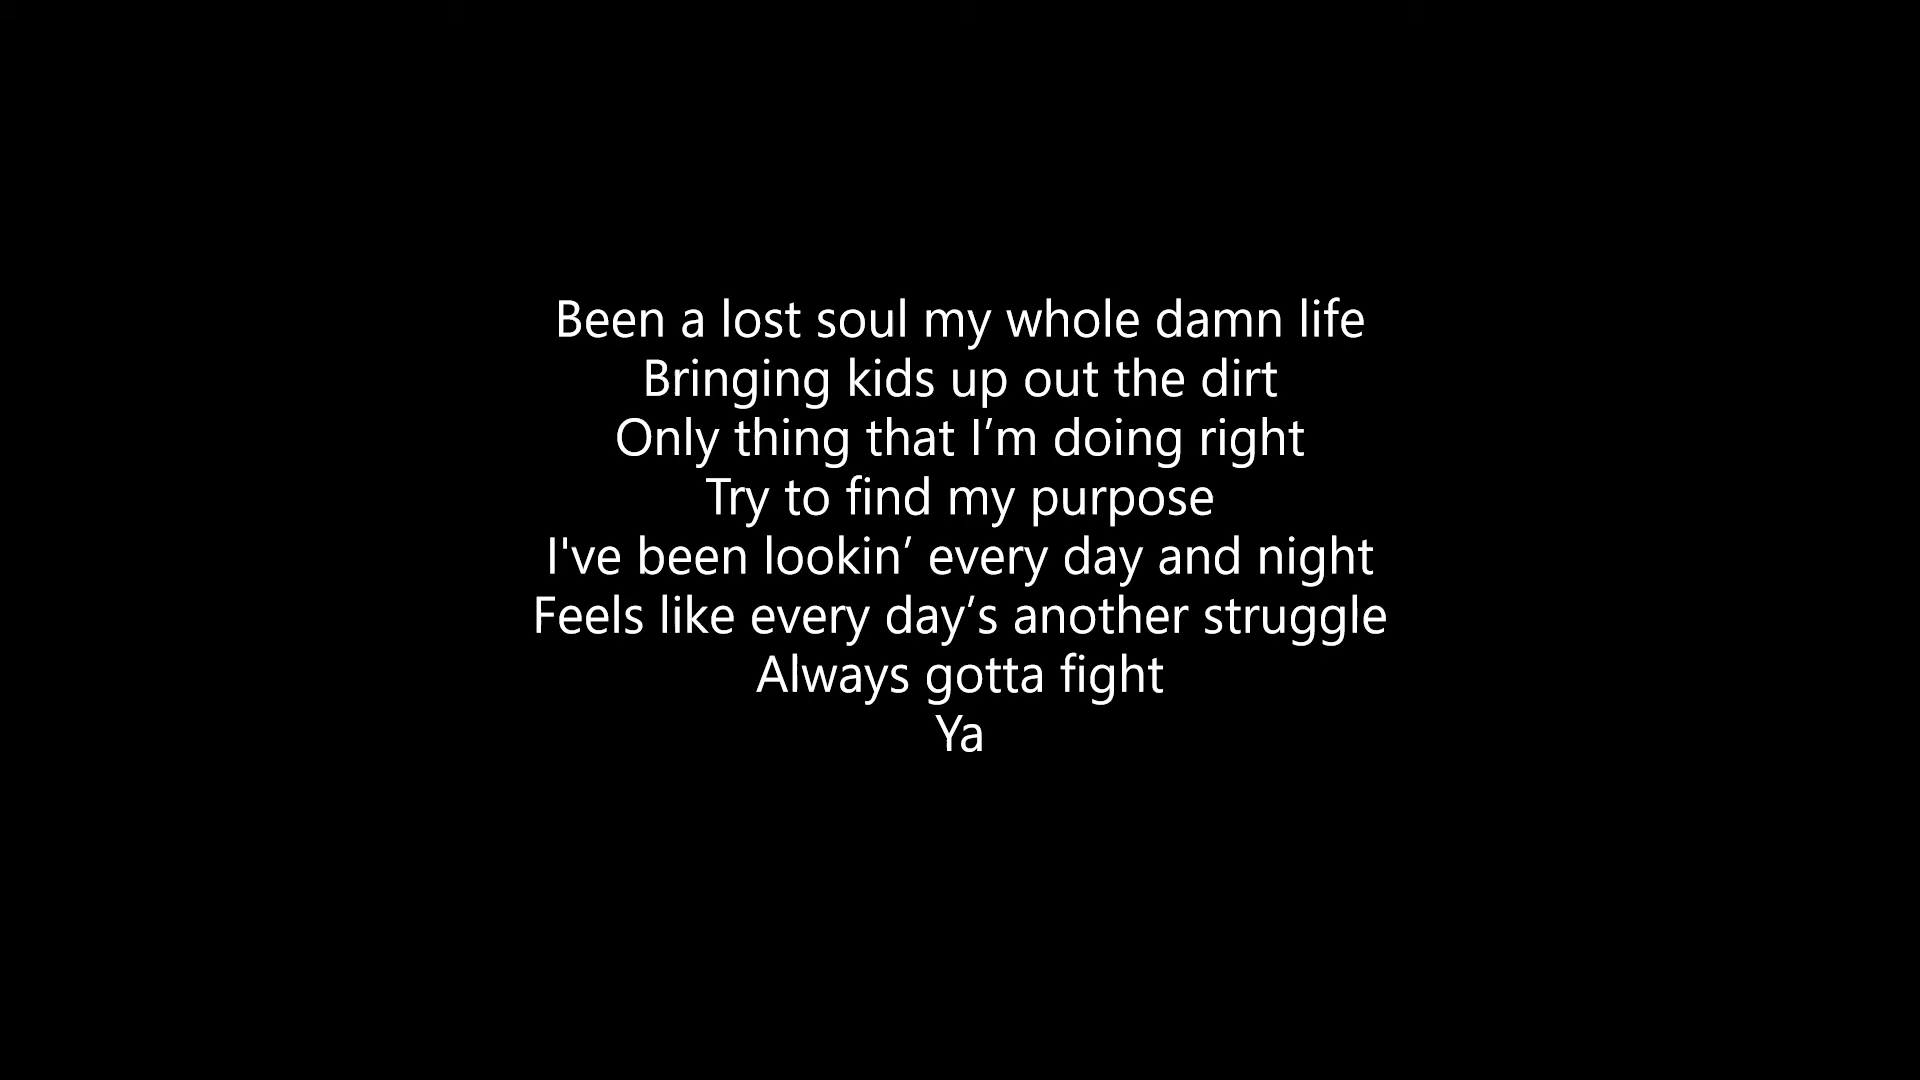 Been a lost soul my whole damn life
Bringing kids up out the dirt
Only thing that I’m doing right
Try to find my purpose
I've been lookin’ every day and night
Feels like every day’s another struggle
Always gotta fight
Ya